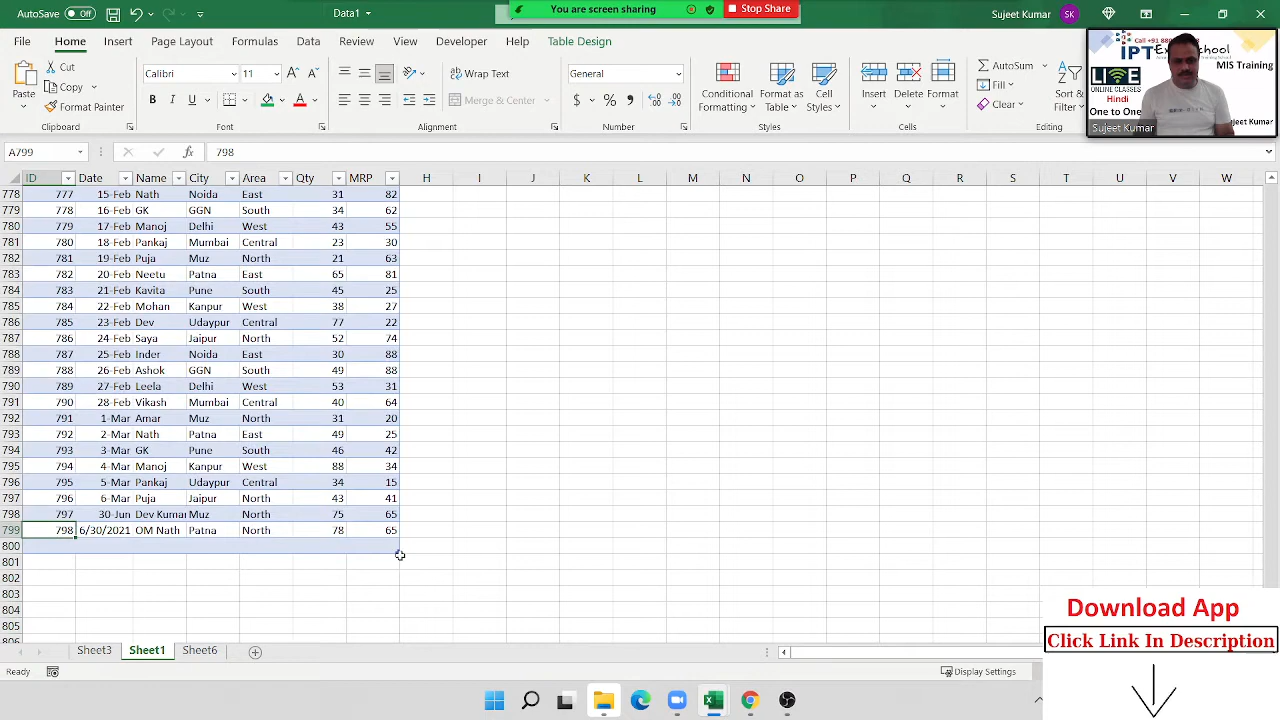 AutoSave Off Data1 You are screen sharing Stop Share Sujeet Kumar SK
File Home Insert Page Layout Formulas Data Review View Developer Help Table Design
Cut
Copy
Paste
Calibri 11
B I U
Wrap Text
Merge & Center
General
$ % ,
Conditional Formatting
Format as Table
Cell Styles
Insert Delete Format
AutoSum
Fill
Clear
Sort & Filter
Clipboard Font Alignment Number Styles Cells Editing
MIS Training
LIVE
ONLINE CLASSES
Hindi
One to One
Sujeet Kumar
A799 fx 798
ID Date Name City Area Qty MRP H I J K L M N O P Q R S T U V W
778 777 15-Feb Nath Noida East 31 82
779 778 16-Feb GK GGN South 34 62
780 779 17-Feb Manoj Delhi West 43 55
781 780 18-Feb Pankaj Mumbai Central 23 30
782 781 19-Feb Puja Muz North 21 63
783 782 20-Feb Neetu Patna East 65 81
784 783 21-Feb Kavita Pune South 45 25
785 784 22-Feb Mohan Kanpur West 38 27
786 785 23-Feb Dev Udaypur Central 77 22
787 786 24-Feb Saya Jaipur North 52 74
788 787 25-Feb Inder Noida East 30 88
789 788 26-Feb Ashok GGN South 49 88
790 789 27-Feb Leela Delhi West 53 31
791 790 28-Feb Vikash Mumbai Central 40 64
792 791 1-Mar Amar Muz North 31 20
793 792 2-Mar Nath Patna East 49 25
794 793 3-Mar GK Pune South 46 42
795 794 4-Mar Manoj Kanpur West 88 34
796 795 5-Mar Pankaj Udaypur Central 34 15
797 796 6-Mar Puja Jaipur North 43 41
798 797 30-Jun Dev Kumar Muz North 75 65
799 798 6/30/2021 OM Nath Patna North 78 65
800
801
802
803
804
805
Download App
Click Link In Description
Sheet3 Sheet1 Sheet6
Ready Display Settings